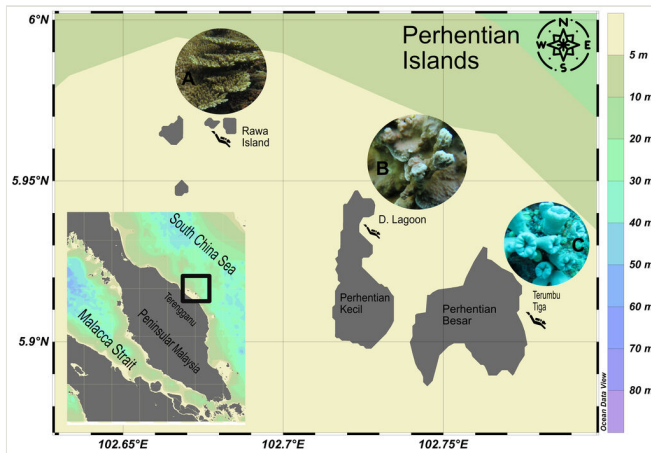 6°N
Perhentian
Islands
N
W
E
S
A
Rawa
Island
B
5.95°N
D. Lagoon
C
South China Sea
Terengganu
Peninsular Malaysia
Malacca Strait
Perhentian
Kecil
Perhentian
Besar
Terumbu
Tiga
5.9°N
102.65°E
102.7°E
102.75°E
5 m
10 m
20 m
30 m
40 m
50 m
60 m
70 m
80 m
Ocean Data View